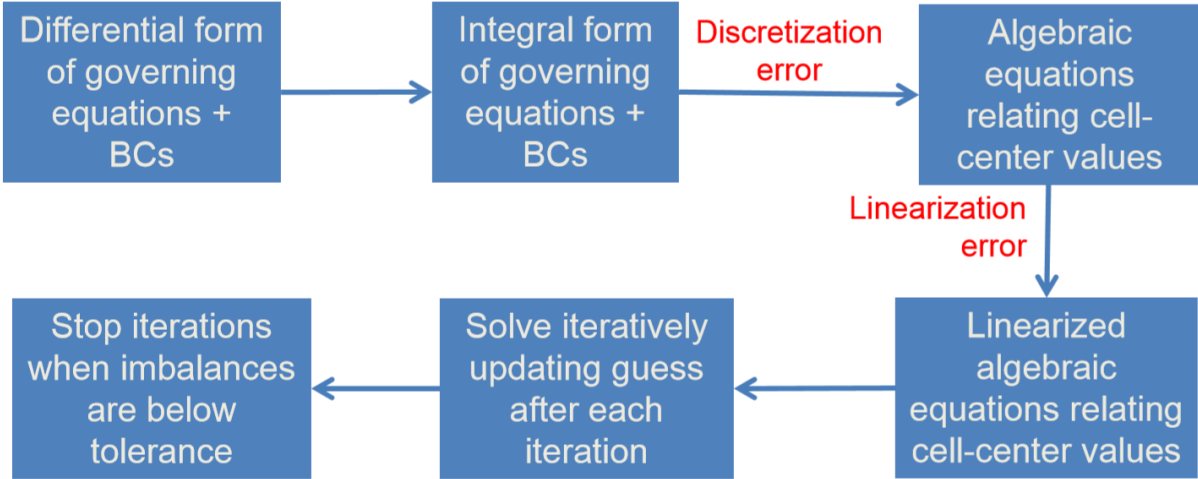 Differential form
of governing
equations +
BCs
Integral form
of governing
equations +
BCs
Discretization
error
Algebraic
equations
relating cell-
center values
Linearization
error
Linearized
algebraic
equations relating
cell-center values
Solve iteratively
updating guess
after each
iteration
Stop iterations
when imbalances
are below
tolerance